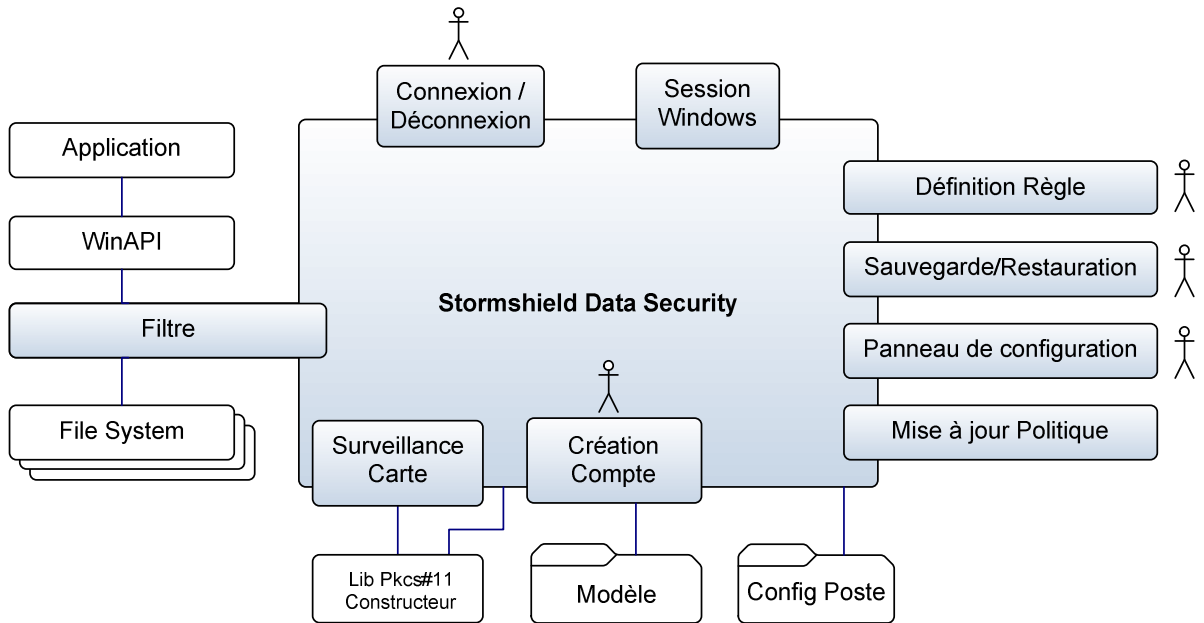 Connexion /
Déconnexion
Session
Windows
Application
WinAPI
Filtre
File System
Stormshield Data Security
Définition Règle
Sauvegarde/Restauration
Panneau de configuration
Mise à jour Politique
Surveillance
Carte
Création
Compte
Lib Pkcs#11
Constructeur
Modèle
Config Poste